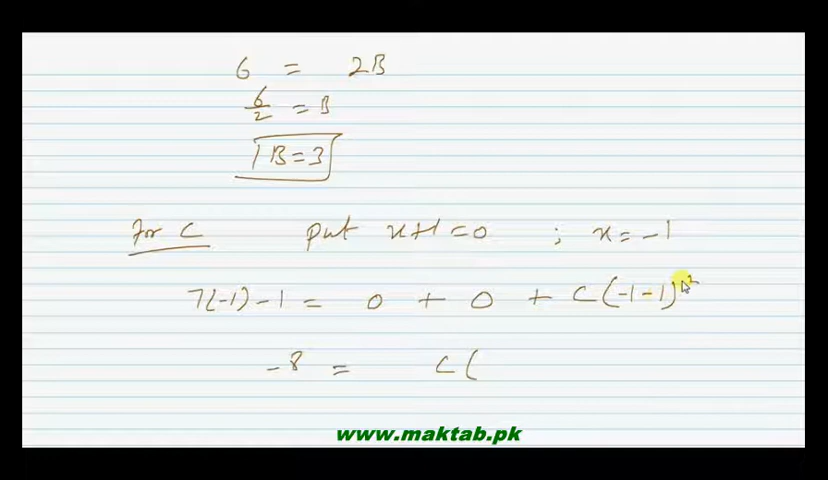 6 = 2B
6/2 = B
B = 3
For C put x+1 = 0 ; x = -1
7(-1) - 1 = 0 + 0 + C(-1-1)²
-8 = C(
www.maktab.pk